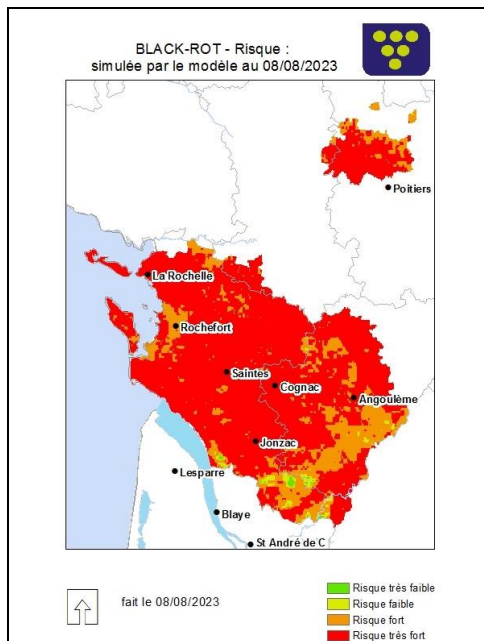 BLACK-ROT - Risque :
simulée par le modèle au 08/08/2023
Poitiers
La Rochelle
Rochefort
Saintes
Cognac
Angoulême
Jonzac
Lesparre
Blaye
St André de C
fait le 08/08/2023
Risque très faible
Risque faible
Risque fort
Risque très fort